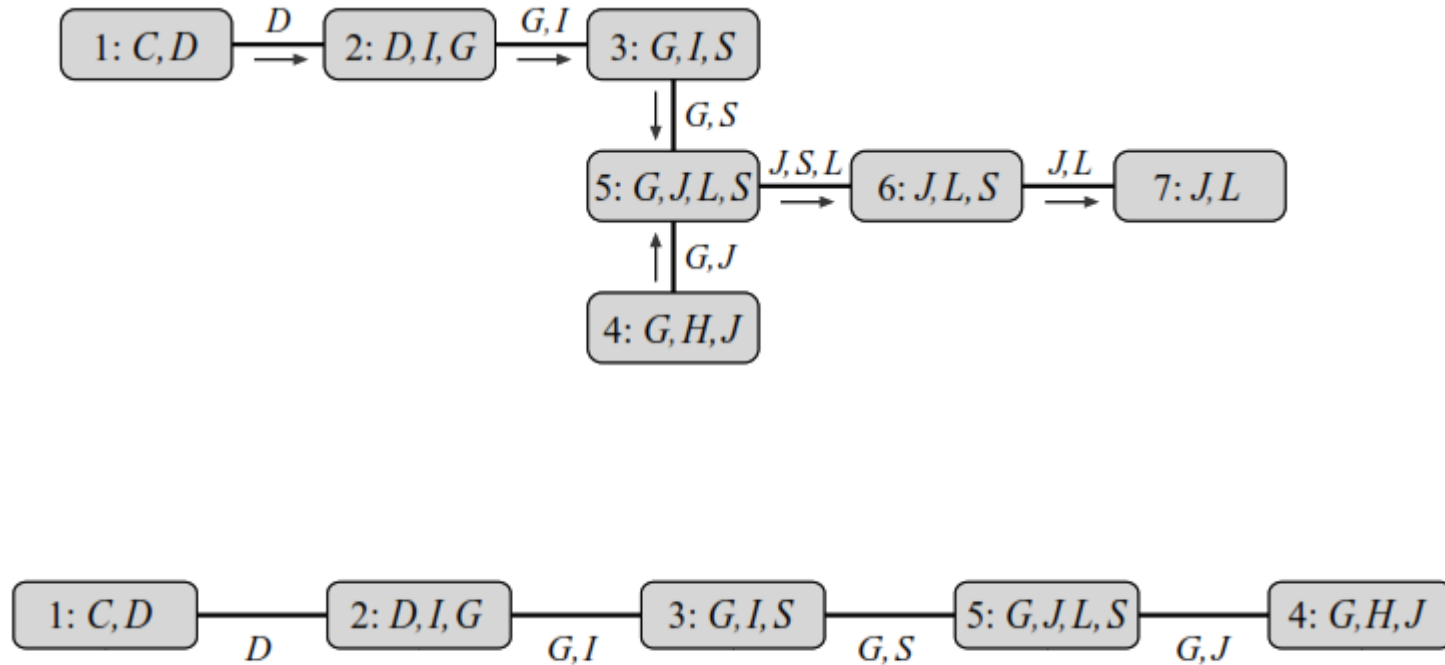 D
G,I
1: C,D
2: D,I,G
3: G,I,S
G,S
J,S,L
J,L
5: G,J,L,S
6: J,L,S
7: J,L
G,J
4: G,H,J
1: C,D
2: D,I,G
3: G,I,S
5: G,J,L,S
4: G,H,J
D
G,I
G,S
G,J